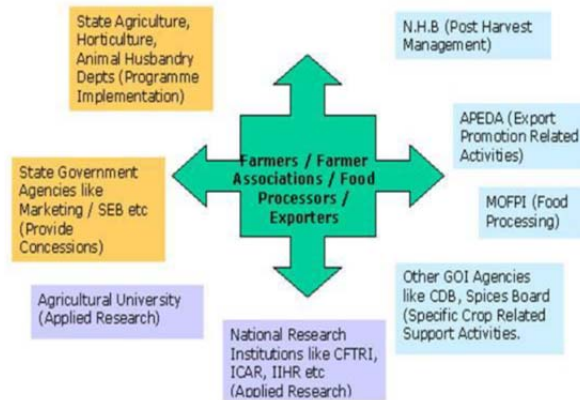 State Agriculture,
Horticulture,
Animal Husbandry
Depts (Programme
Implementation)
N.H.B (Post Harvest
Management)
APEDA (Export
Promotion Related
Activities)
Farmers / Farmer
Associations / Food
Processors /
Exporters
State Government
Agencies like
Marketing / SEB etc
(Provide
Concessions)
MOFPI (Food
Processing)
Agricultural University
(Applied Research)
Other GOI Agencies
like CDB, Spices Board
(Specific Crop Related
Support Activities.
National Research
Institutions like CFTRI,
ICAR, IIHR etc
(Applied Research)